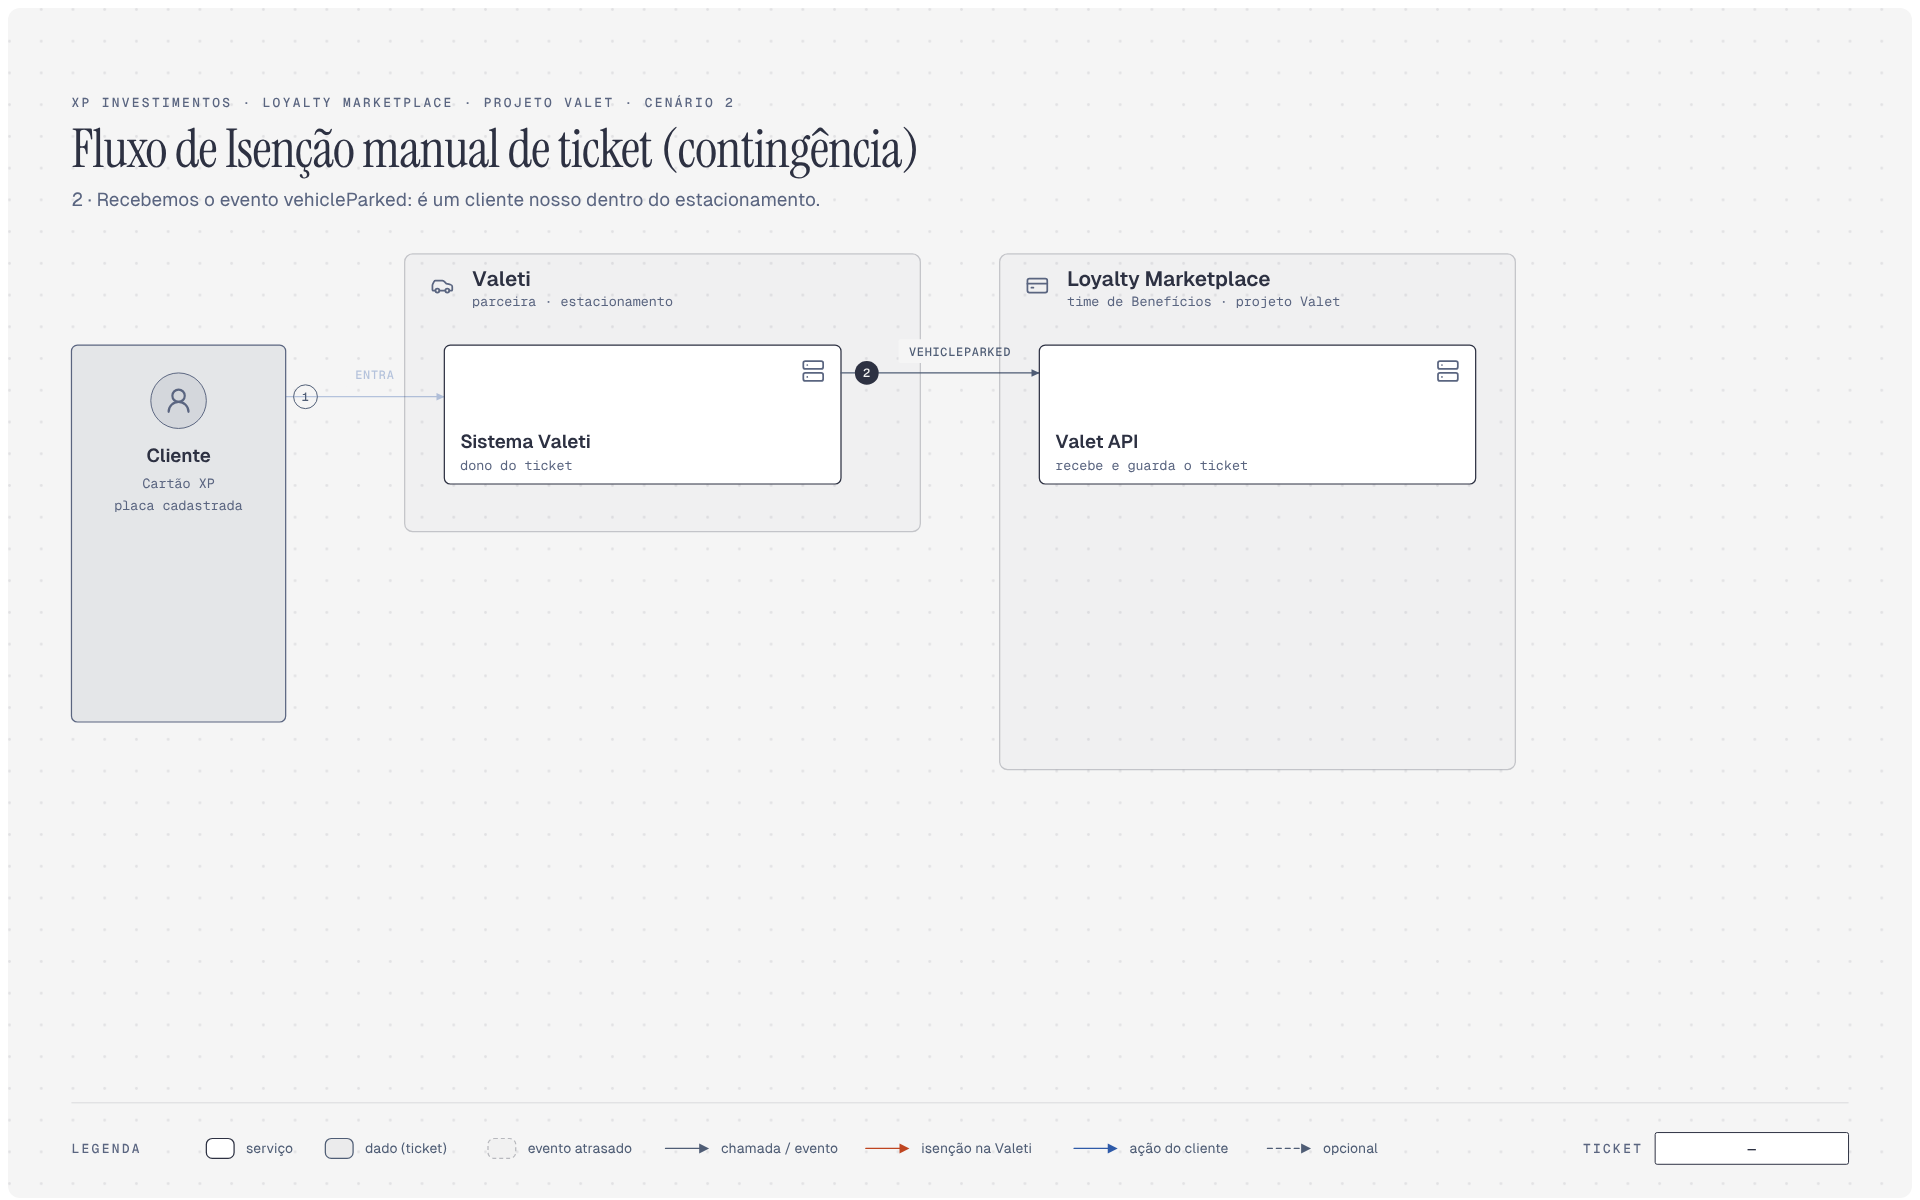 XP INVESTIMENTOS · LOYALTY MARKETPLACE · PROJETO VALET · CENÁRIO 2
Fluxo de Isenção manual de ticket (contingência)
2 · Recebemos o evento vehicleParked: é um cliente nosso dentro do estacionamento.
Valeti
parceira · estacionamento
Loyalty Marketplace
time de Benefícios · projeto Valet
Cliente
Cartão XP
placa cadastrada
1
ENTRA
Sistema Valeti
dono do ticket
2
VEHICLEPARKED
Valet API
recebe e guarda o ticket
LEGENDA
serviço
dado (ticket)
evento atrasado
chamada / evento
isenção na Valeti
ação do cliente
opcional
TICKET
—